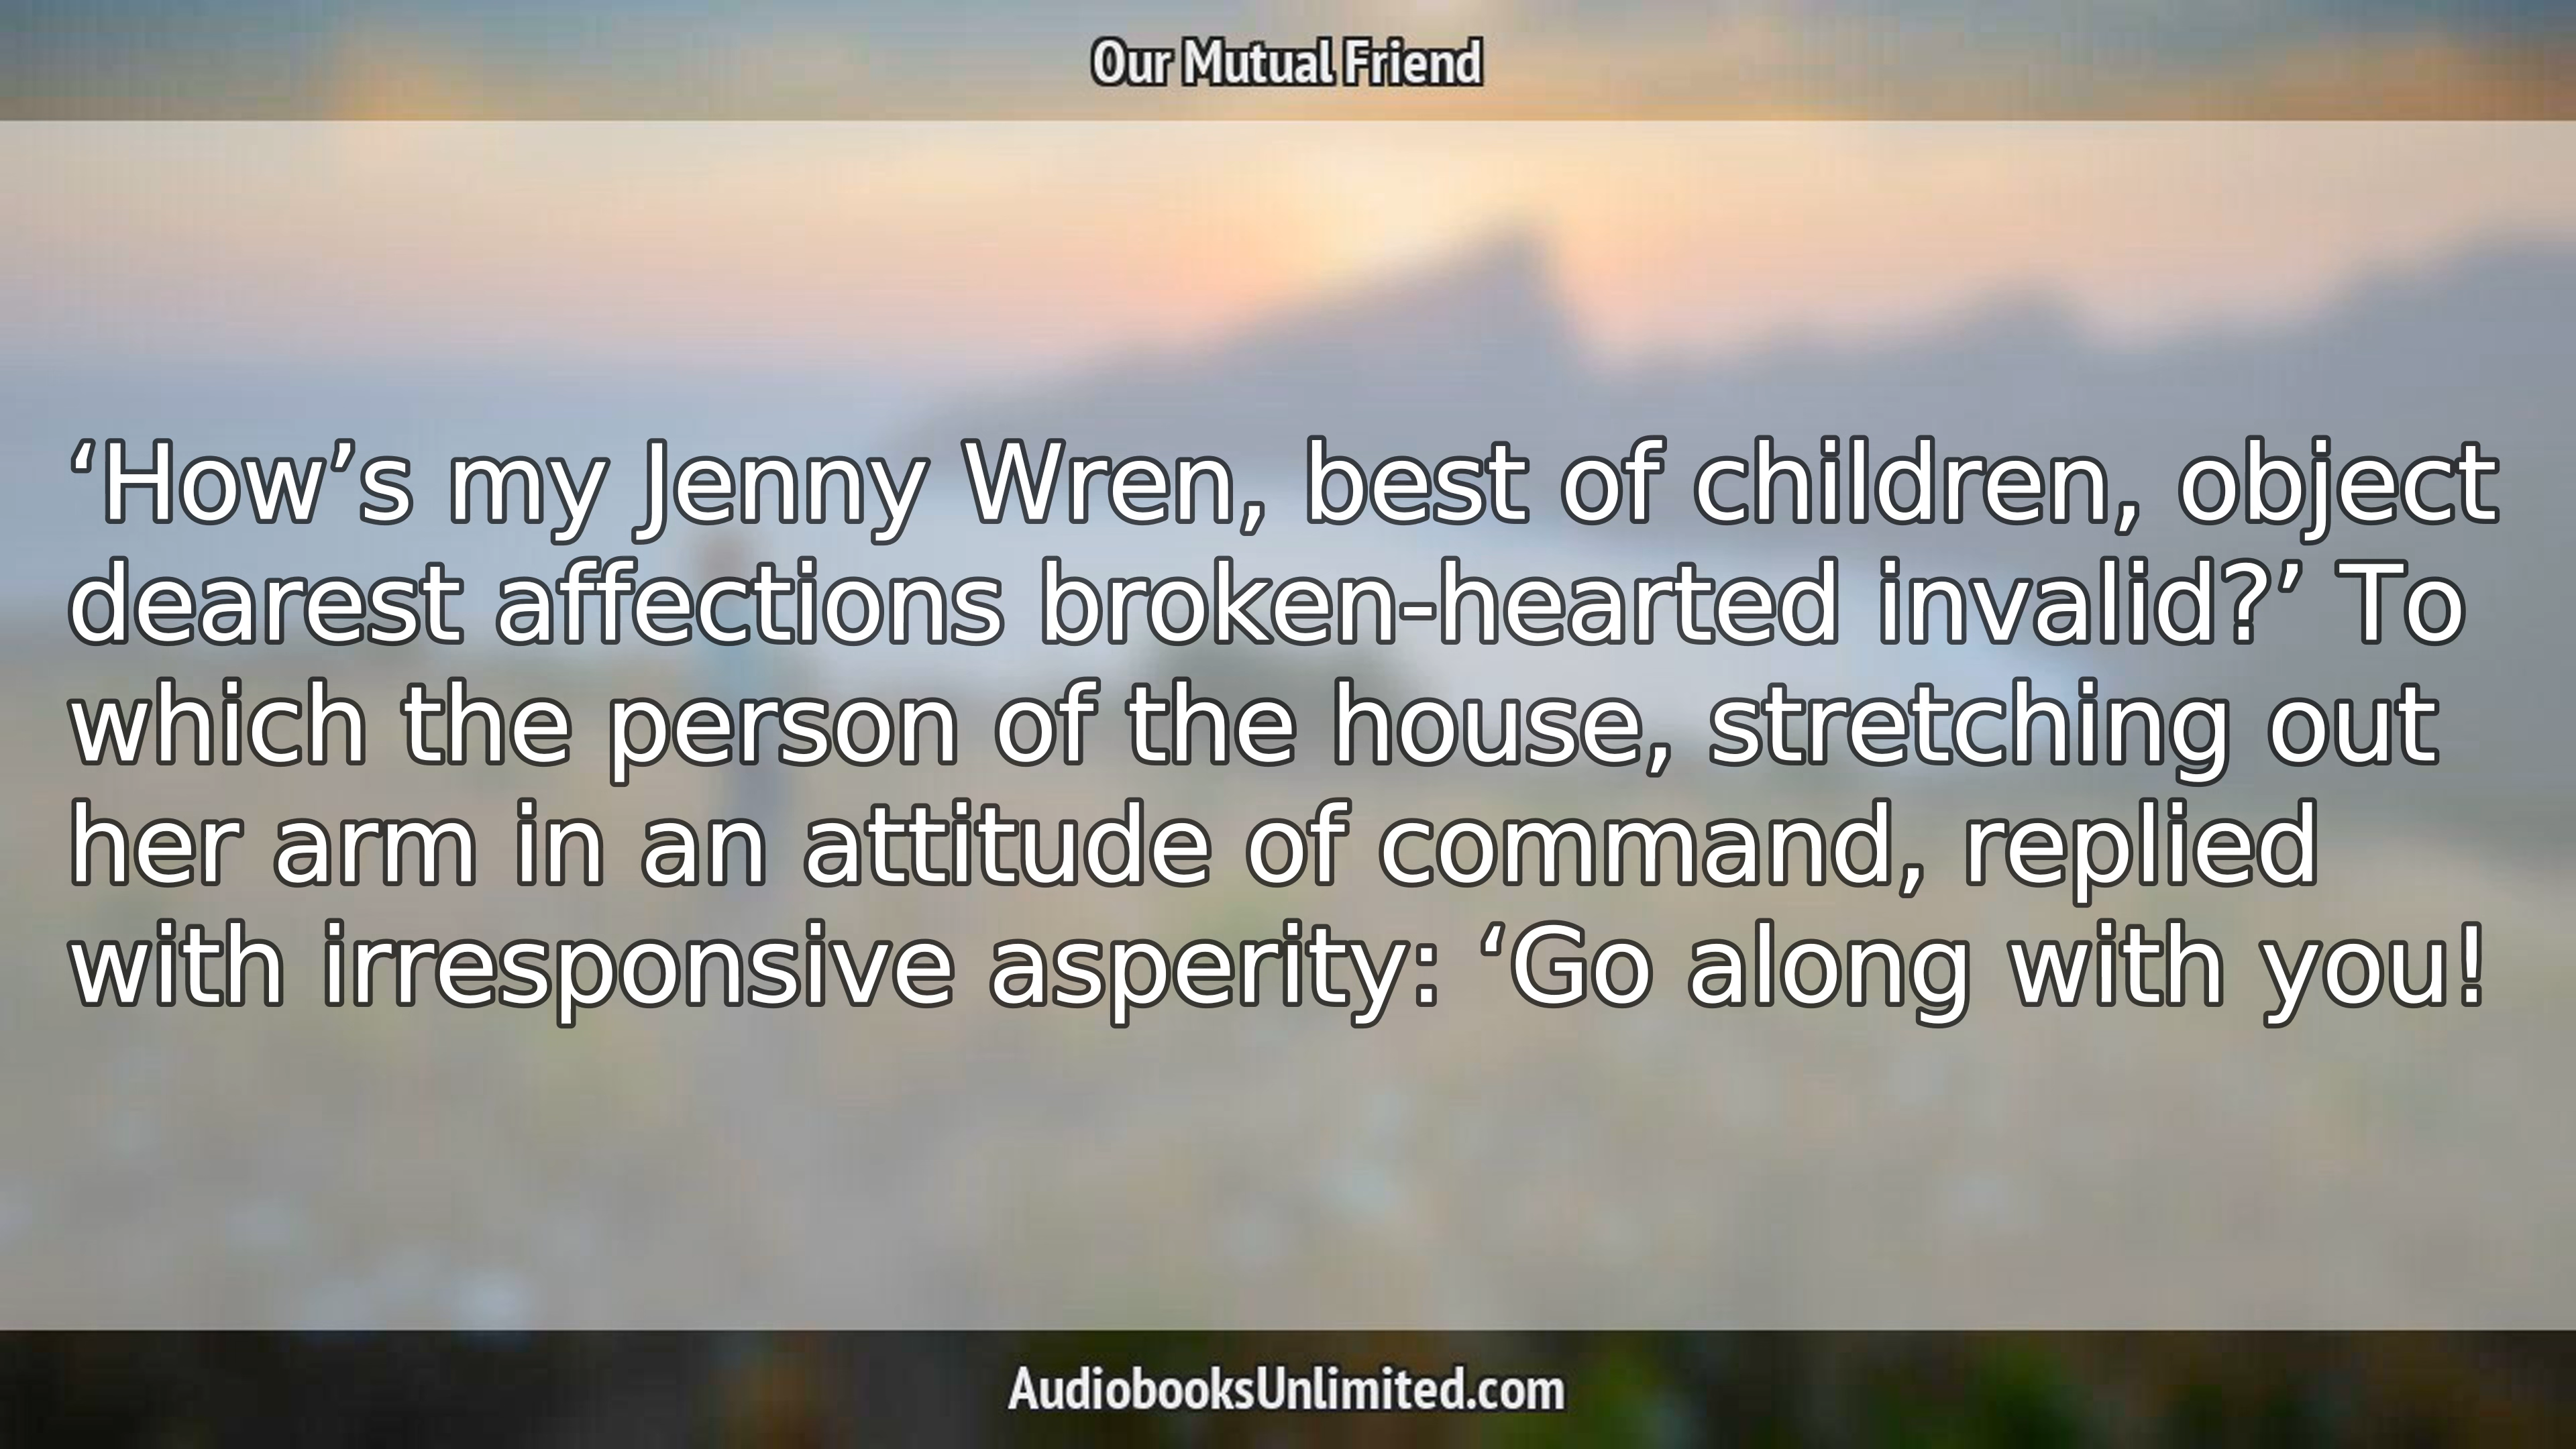 Our Mutual Friend
‘How’s my Jenny Wren, best of children, object
dearest affections broken-hearted invalid?’ To
which the person of the house, stretching out
her arm in an attitude of command, replied
with irresponsive asperity: ‘Go along with you!
AudiobooksUnlimited.com